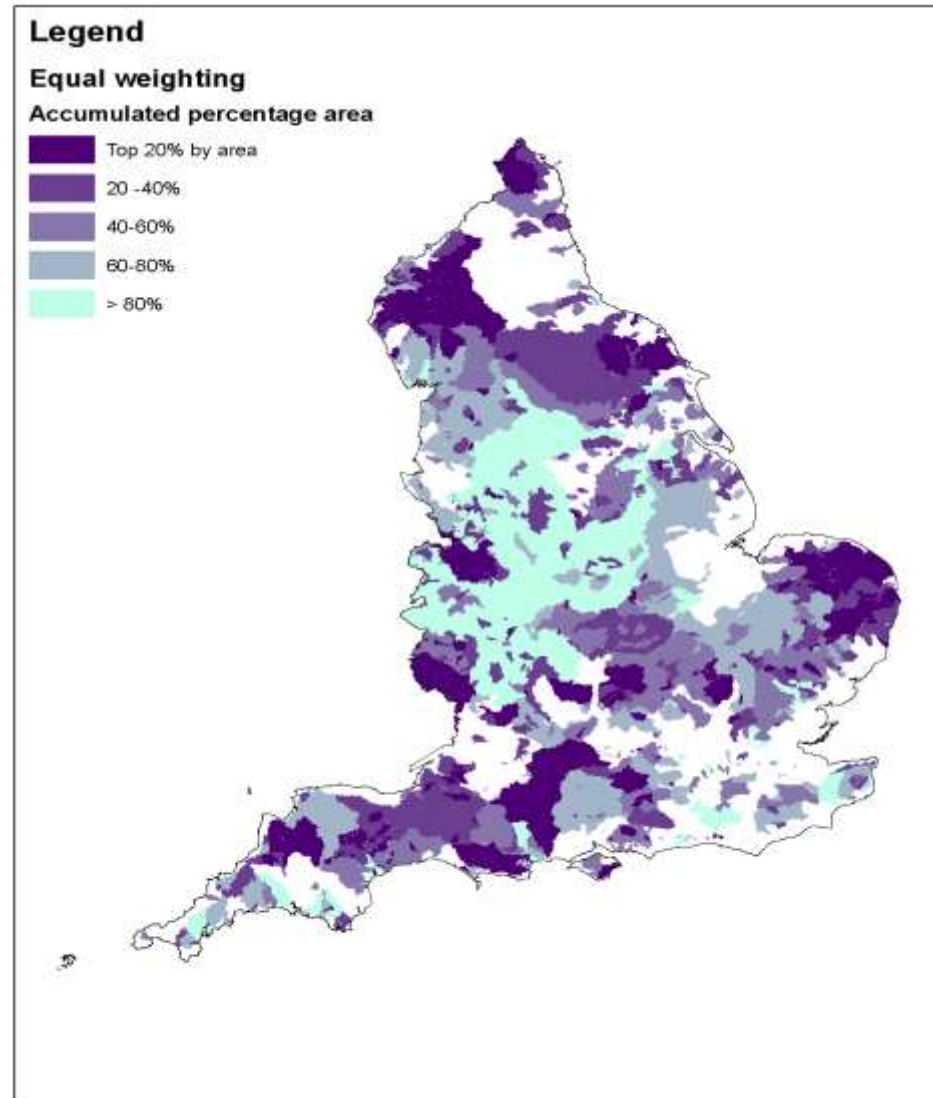 Legend
Equal weighting
Accumulated percentage area
Top 20% by area
20 -40%
40-60%
60-80%
> 80%